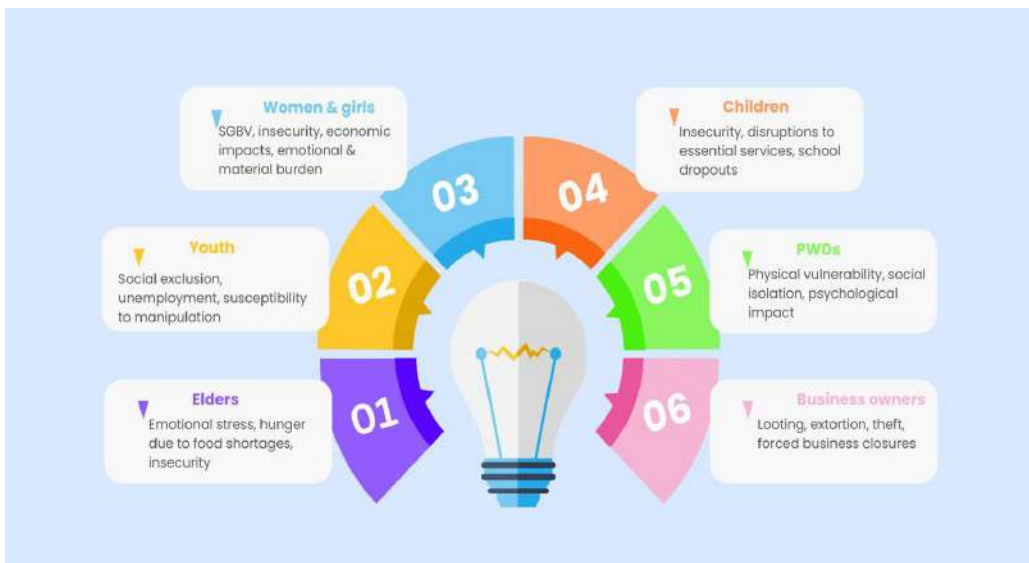 Women & girls
SGBV, insecurity, economic
impacts, emotional &
material burden
03
Children
Insecurity, disruptions to
essential services, school
dropouts
04
Youth
Social exclusion,
unemployment, susceptibility
to manipulation
02
PWDs
Physical vulnerability, social
isolation, psychological
impact
05
Elders
Emotional stress, hunger
due to food shortages,
insecurity
01
Business owners
Looting, extortion, theft,
forced business closures
06